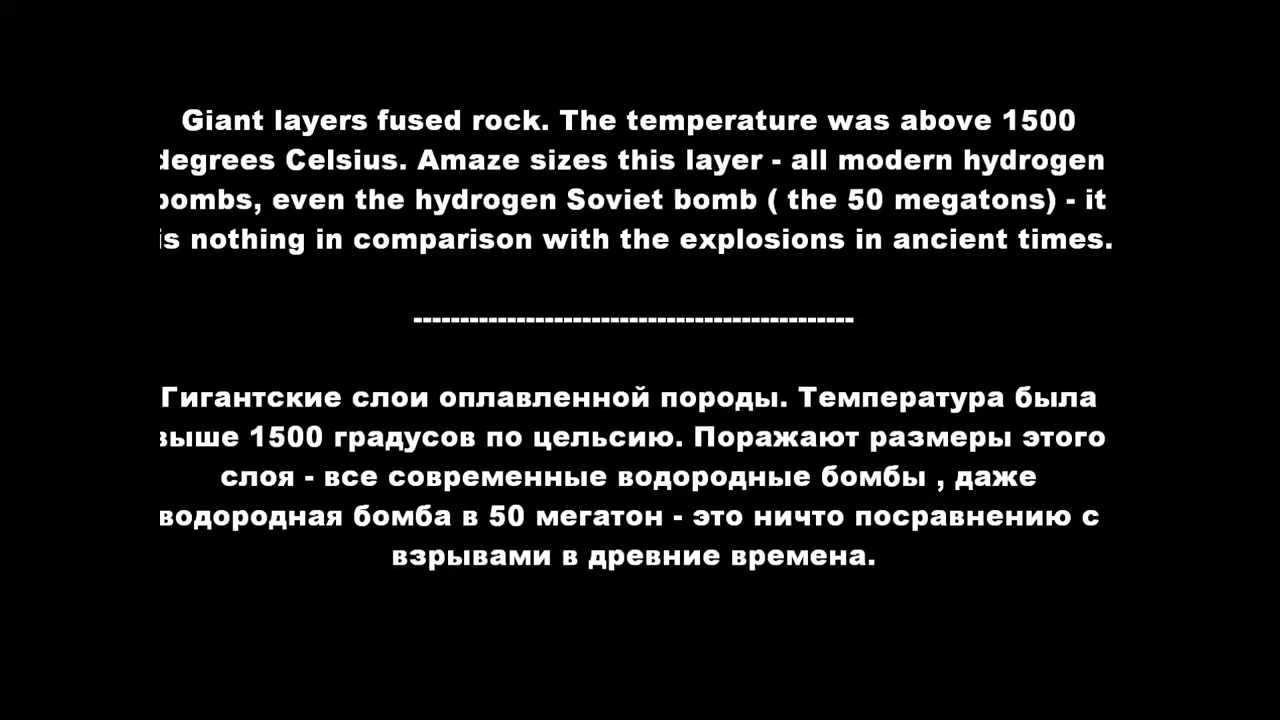 Giant layers fused rock. The temperature was above 1500
degrees Celsius. Amaze sizes this layer - all modern hydrogen
bombs, even the hydrogen Soviet bomb ( the 50 megatons) - it
is nothing in comparison with the explosions in ancient times.
-----------------------------------------------
Гигантские слои оплавленной породы. Температура была
выше 1500 градусов по цельсию. Поражают размеры этого
слоя - все современные водородные бомбы , даже
водородная бомба в 50 мегатон - это ничто посравнению с
взрывами в древние времена.